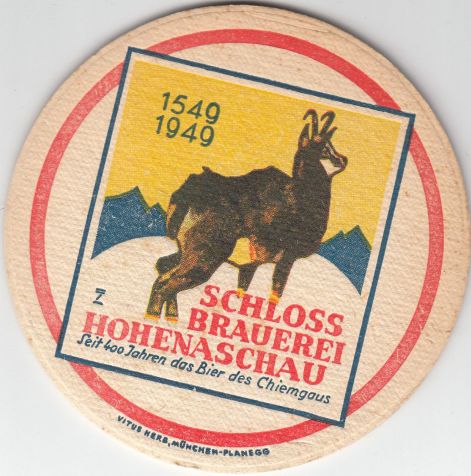 1549
1949
SCHLOSS
BRAUEREI
HOHENASCHAU
Seit 400 Jahren das Bier des Chiemgaus
VITUS HERB, MÜNCHEN-PLANEGG